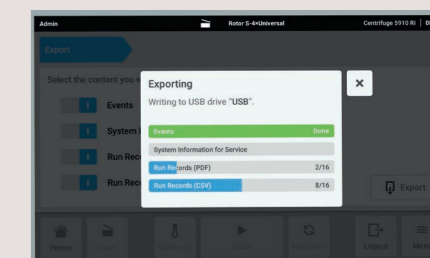 Admin
Rotor S-4×Universal
Centrifuge 5910 Ri
Export
Select the content you
Exporting
Writing to USB drive "USB".
Events
Done
System Information for Service
Run Records (PDF)
2/16
Run Records (CSV)
8/16
Events
System
Run Rec
Run Rec
Export
Home
Logout